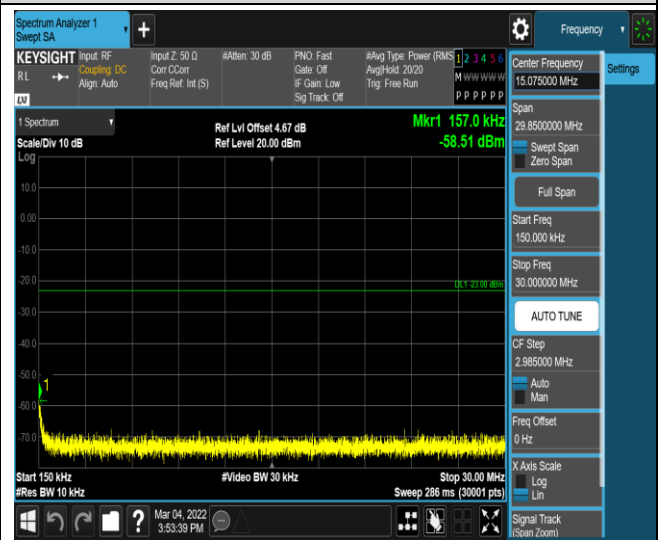 Spectrum Analyzer 1
Swept SA
+
Frequency
KEYSIGHT
RL
LXI
Input: RF
Coupling: DC
Align: Auto
Input Z: 50 Ω
Corr CCorr
Freq Ref: Int (S)
#Atten: 30 dB
PNO: Fast
Gate: Off
IF Gain: Low
Sig Track: Off
#Avg Type: Power (RMS
Avg|Hold: 20/20
Trig: Free Run
1 2 3 4 5 6
M W W W W W
P P P P P P
Center Frequency
15.075000 MHz
Settings
Span
29.8500000 MHz
Swept Span
Zero Span
Full Span
Start Freq
150.000 kHz
Stop Freq
30.000000 MHz
AUTO TUNE
CF Step
2.985000 MHz
Auto
Man
Freq Offset
0 Hz
X Axis Scale
Log
Lin
Signal Track
(Span Zoom)
1 Spectrum
Scale/Div 10 dB
Log
Ref Lvl Offset 4.67 dB
Ref Level 20.00 dBm
Mkr1 157.0 kHz
-58.51 dBm
10.0
0.00
-10.0
-20.0
DL1 -23.00 dBm
-30.0
-40.0
-50.0
1
-60.0
-70.0
Start 150 kHz
#Res BW 10 kHz
#Video BW 30 kHz
Stop 30.00 MHz
Sweep 286 ms (30001 pts)
?
Mar 04, 2022
3:53:39 PM